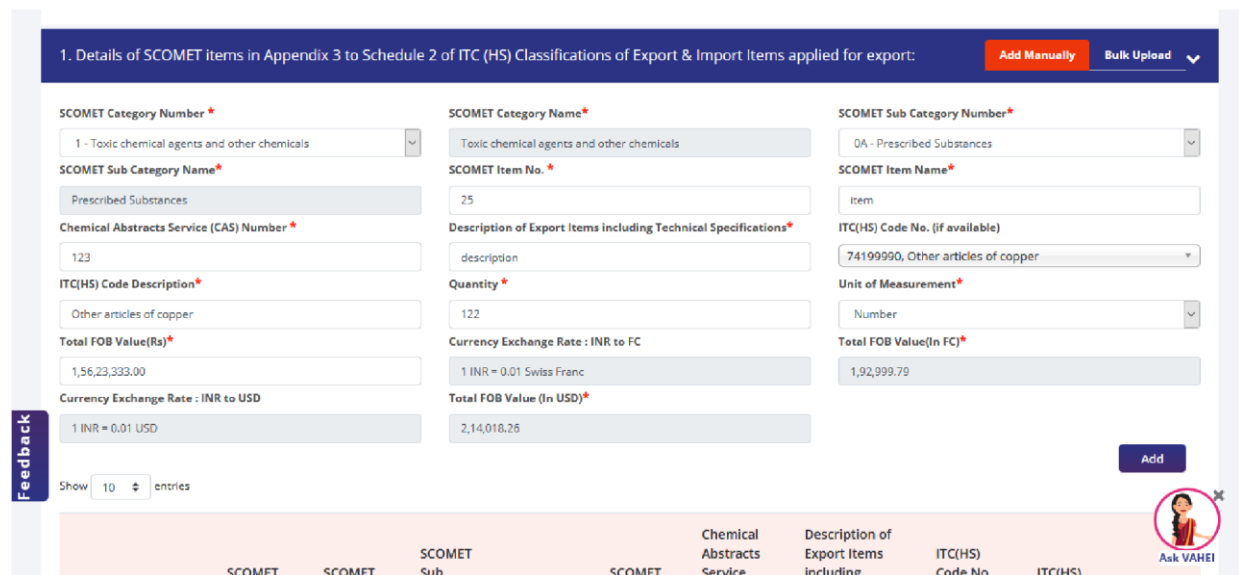 1. Details of SCOMET items in Appendix 3 to Schedule 2 of ITC (HS) Classifications of Export & Import Items applied for export:
Add Manually
Bulk Upload
SCOMET Category Number *
SCOMET Category Name*
SCOMET Sub Category Number*
1 - Toxic chemical agents and other chemicals
Toxic chemical agents and other chemicals
0A - Prescribed Substances
SCOMET Sub Category Name*
SCOMET Item No. *
SCOMET Item Name*
Prescribed Substances
25
item
Chemical Abstracts Service (CAS) Number *
Description of Export Items including Technical Specifications*
ITC(HS) Code No. (if available)
123
description
74199990, Other articles of copper
ITC(HS) Code Description*
Quantity *
Unit of Measurement*
Other articles of copper
122
Number
Total FOB Value(Rs)*
Currency Exchange Rate : INR to FC
Total FOB Value(In FC)*
1,56,23,333.00
1 INR = 0.01 Swiss Franc
1,92,999.79
Currency Exchange Rate : INR to USD
Total FOB Value (In USD)*
1 INR = 0.01 USD
2,14,018.26
Feedback
Add
Show 10 entries
Ask VAHEI
Chemical
Description of
SCOMET
Abstracts
Export Items
ITC(HS)
SCOMET
SCOMET
Sub
SCOMET
Service
including
Code No
ITC(HS)